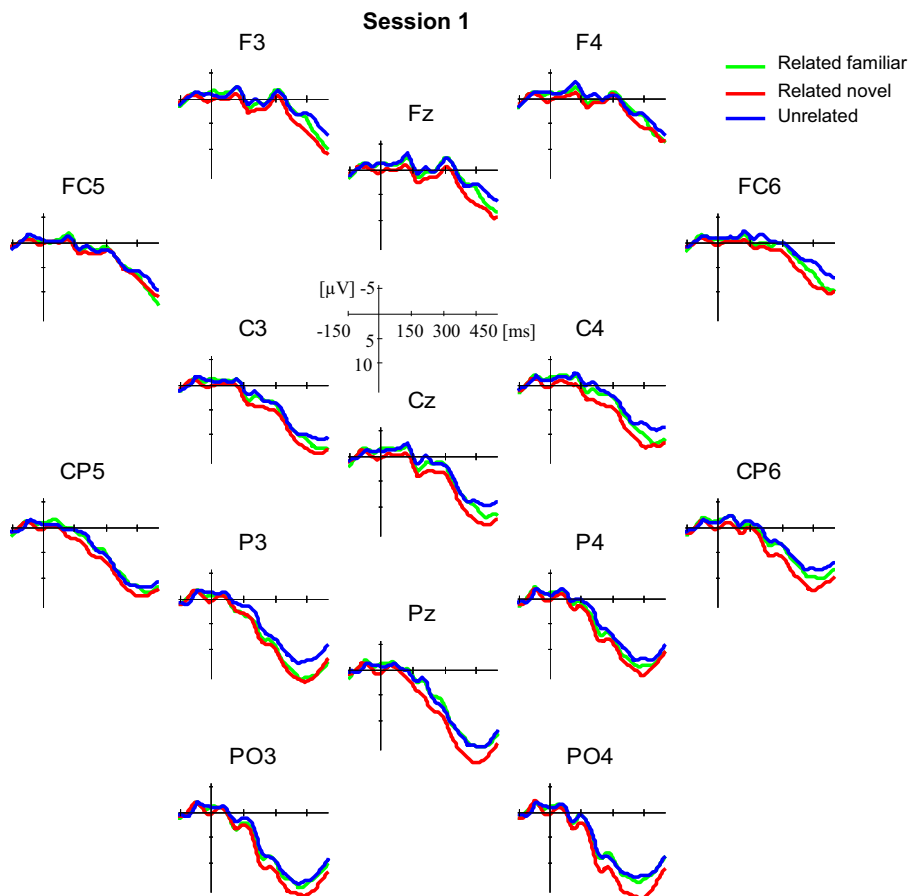 Session 1
F3
F4
Related familiar
Related novel
Unrelated
Fz
FC5
FC6
[µV] -5
-150 150 300 450 [ms]
5
10
C3
C4
Cz
CP5
CP6
P3
P4
Pz
PO3
PO4